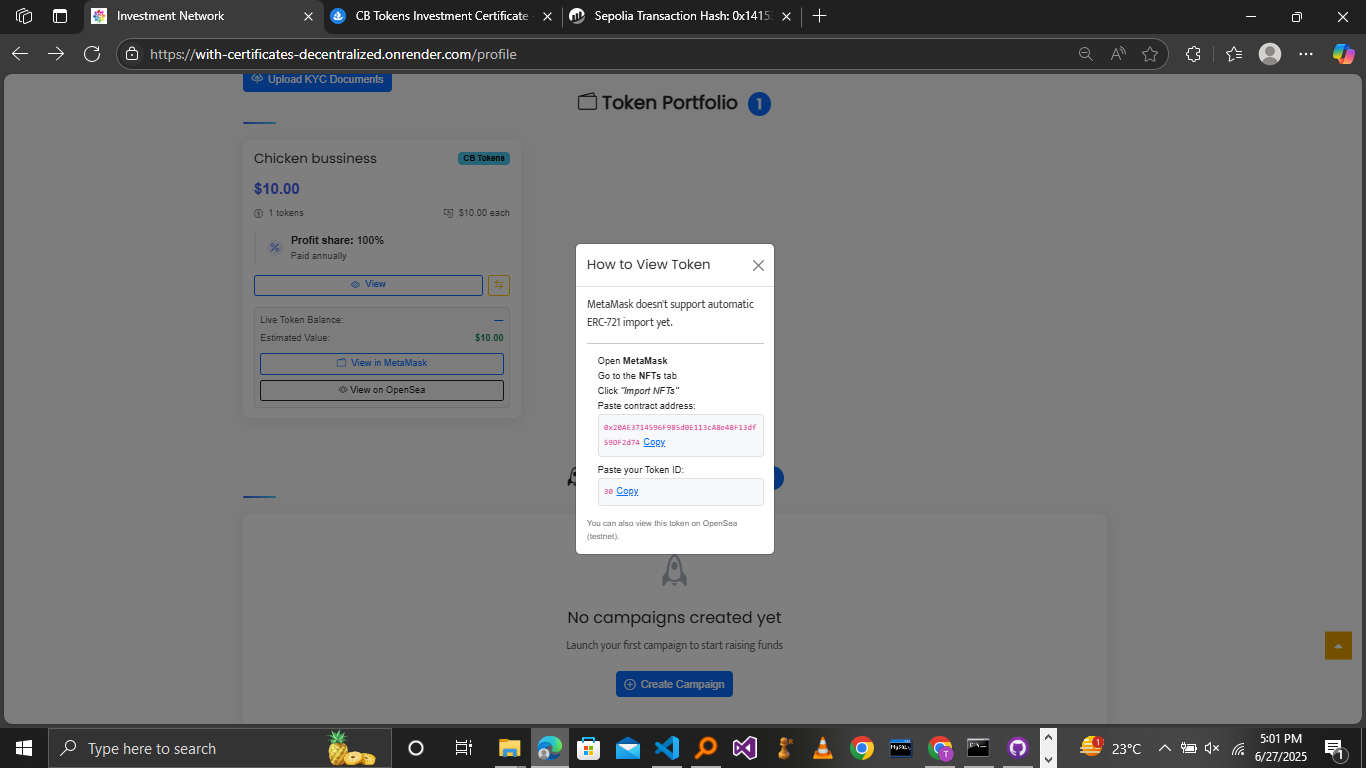 Investment Network
CB Tokens Investment Certificate
Sepolia Transaction Hash: 0x1415
https://with-certificates-decentralized.onrender.com/profile
Upload KYC Documents
Token Portfolio 1
Chicken bussiness
CB Tokens
$10.00
1 tokens
$10.00 each
Profit share: 100%
Paid annually
View
Live Token Balance:
—
Estimated Value:
$10.00
View in MetaMask
View on OpenSea
How to View Token
MetaMask doesn't support automatic
ERC-721 import yet.
Open MetaMask
Go to the NFTs tab
Click "Import NFTs"
Paste contract address:
0x20AE3714596F985d0E113cA8e48F13df
59DF2d74 Copy
Paste your Token ID:
30 Copy
You can also view this token on OpenSea
(testnet).
No campaigns created yet
Launch your first campaign to start raising funds
Create Campaign
Type here to search
1
23°C
5:01 PM
6/27/2025
1